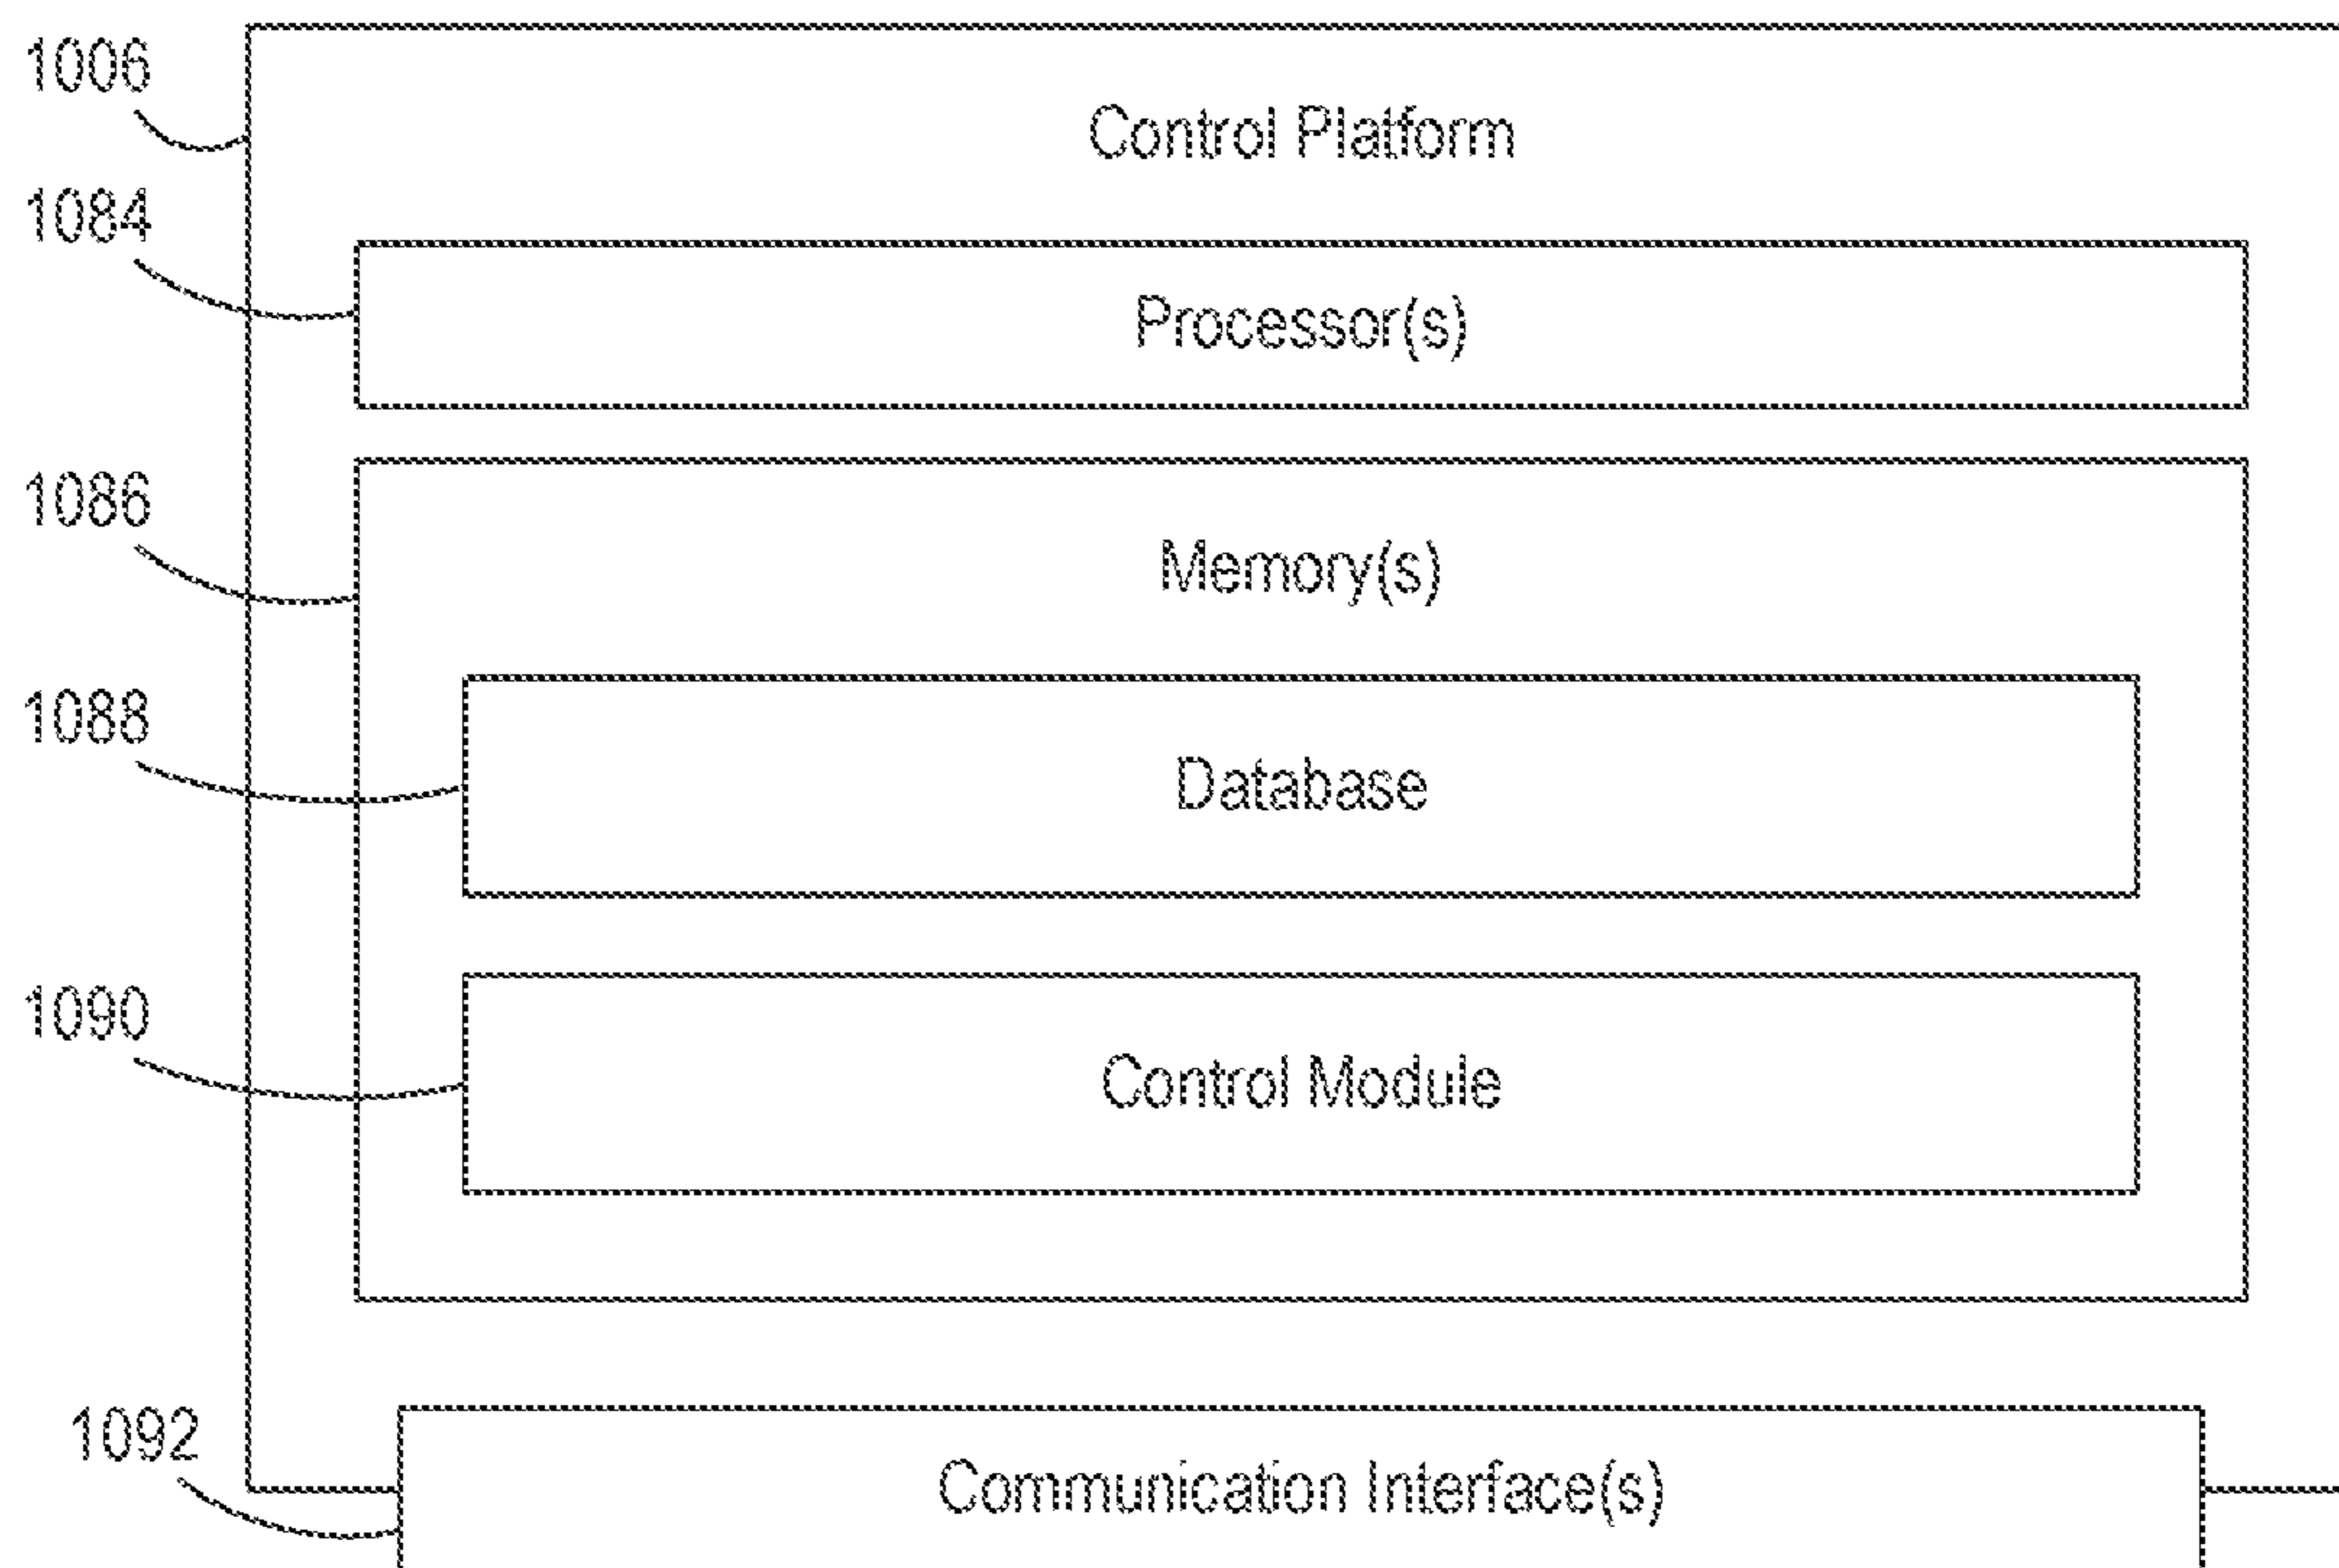 1006
Control Platform
1084
Processor(s)
1086
Memory(s)
1088
Database
1090
Control Module
1092
Communication Interface(s)